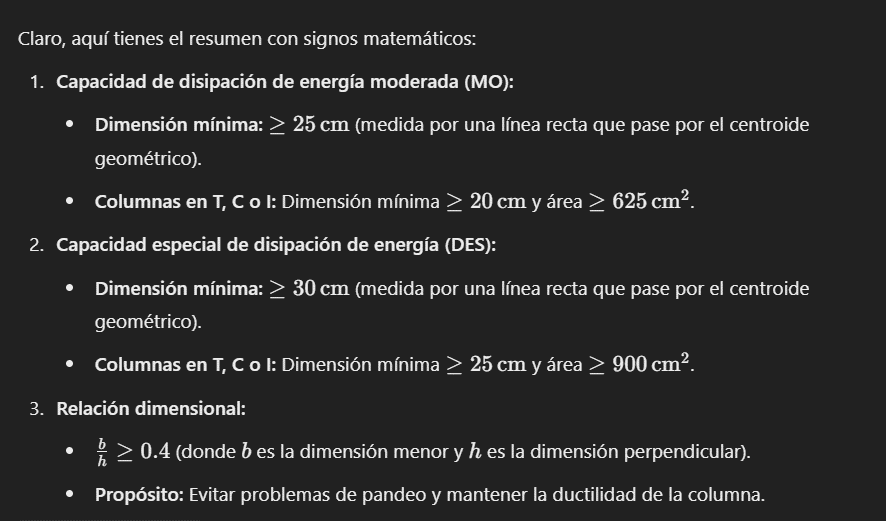 Claro, aquí tienes el resumen con signos matemáticos:
1. Capacidad de disipación de energía moderada (MO):
• Dimensión mínima: ≥ 25 cm (medida por una línea recta que pase por el centroide
geométrico).
• Columnas en T, C o I: Dimensión mínima ≥ 20 cm y área ≥ 625 cm².
2. Capacidad especial de disipación de energía (DES):
• Dimensión mínima: ≥ 30 cm (medida por una línea recta que pase por el centroide
geométrico).
• Columnas en T, C o I: Dimensión mínima ≥ 25 cm y área ≥ 900 cm².
3. Relación dimensional:
• b/h ≥ 0.4 (donde b es la dimensión menor y h es la dimensión perpendicular).
• Propósito: Evitar problemas de pandeo y mantener la ductilidad de la columna.